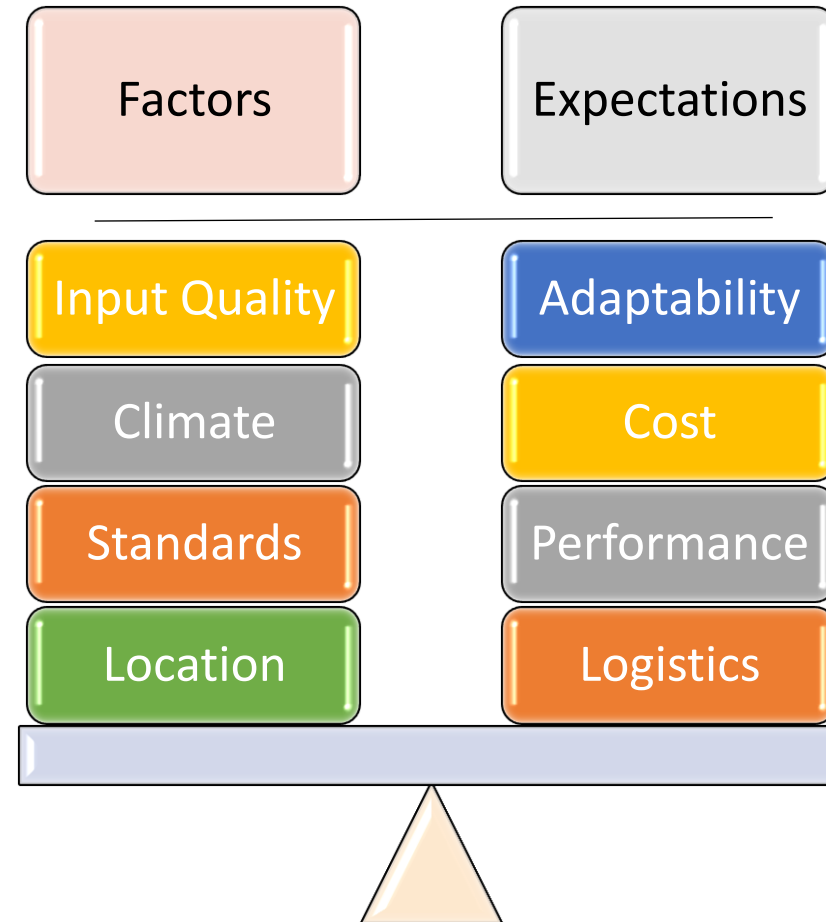 Factors
Expectations
Input Quality
Adaptability
Climate
Cost
Standards
Performance
Location
Logistics